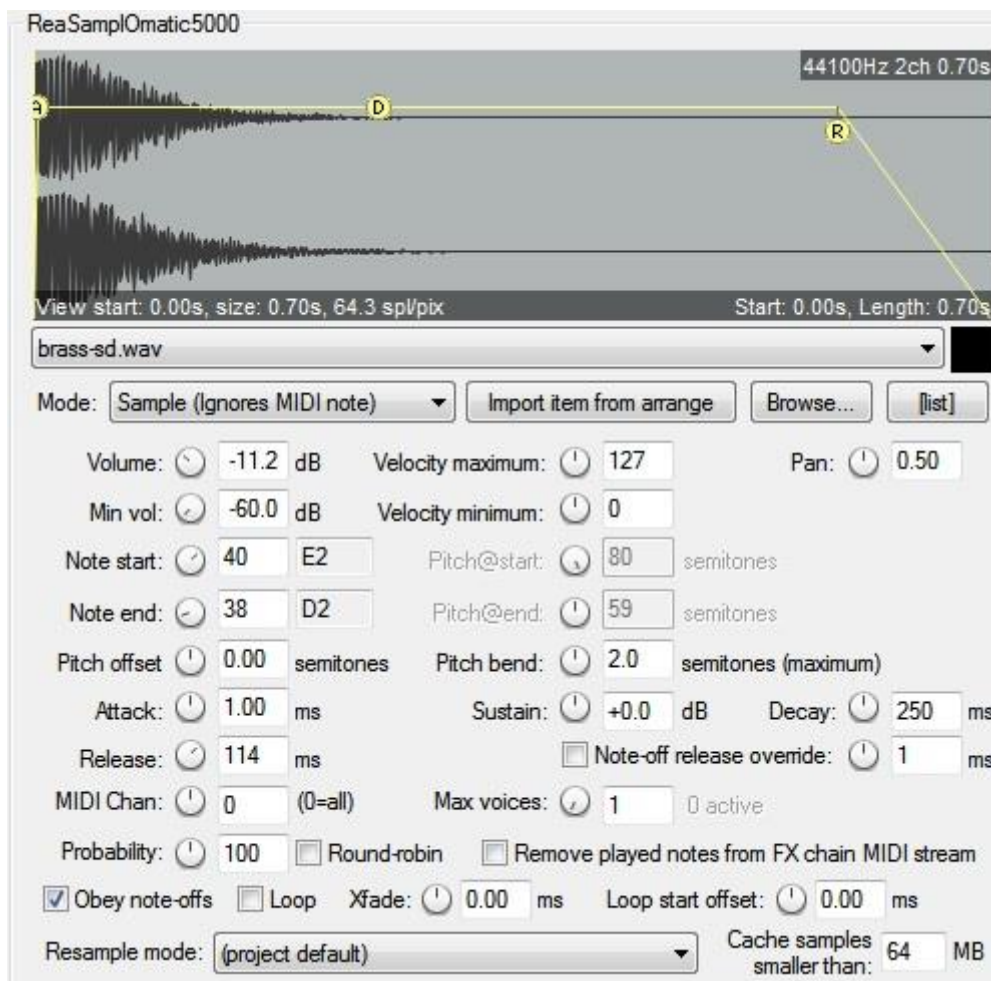 ReaSamplOmatic5000
44100Hz 2ch 0.70s
A
D
R
View start: 0.00s, size: 0.70s, 64.3 spl/pix Start: 0.00s, Length: 0.70s
brass-sd.wav
Mode: Sample (Ignores MIDI note) Import item from arrange Browse... [list]
Volume: -11.2 dB Velocity maximum: 127 Pan: 0.50
Min vol: -60.0 dB Velocity minimum: 0
Note start: 40 E2 Pitch@start: 80 semitones
Note end: 38 D2 Pitch@end: 59 semitones
Pitch offset 0.00 semitones Pitch bend: 2.0 semitones (maximum)
Attack: 1.00 ms Sustain: +0.0 dB Decay: 250 ms
Release: 114 ms Note-off release override: 1 ms
MIDI Chan: 0 (0=all) Max voices: 1 0 active
Probability: 100 Round-robin Remove played notes from FX chain MIDI stream
Obey note-offs Loop Xfade: 0.00 ms Loop start offset: 0.00 ms
Resample mode: (project default) Cache samples smaller than: 64 MB